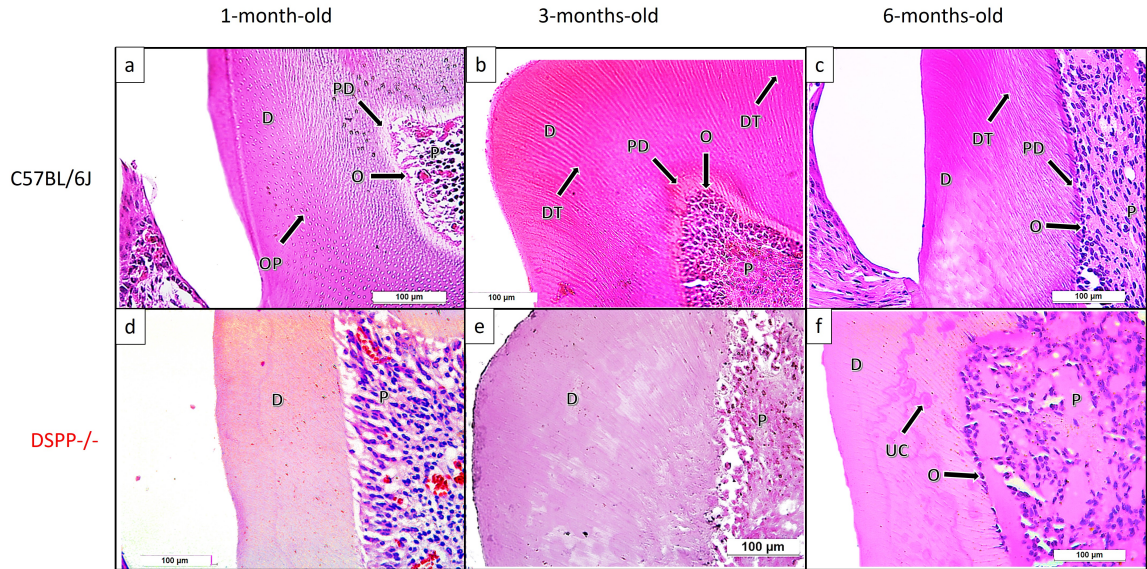 1-month-old
3-months-old
6-months-old
C57BL/6J
a
PD
D
P
O
OP
100 µm
b
D
DT
PD
O
DT
P
100 µm
c
DT
PD
D
P
O
100 µm
DSPP-/-
d
D
P
100 µm
e
D
P
100 µm
f
D
P
UC
O
100 µm